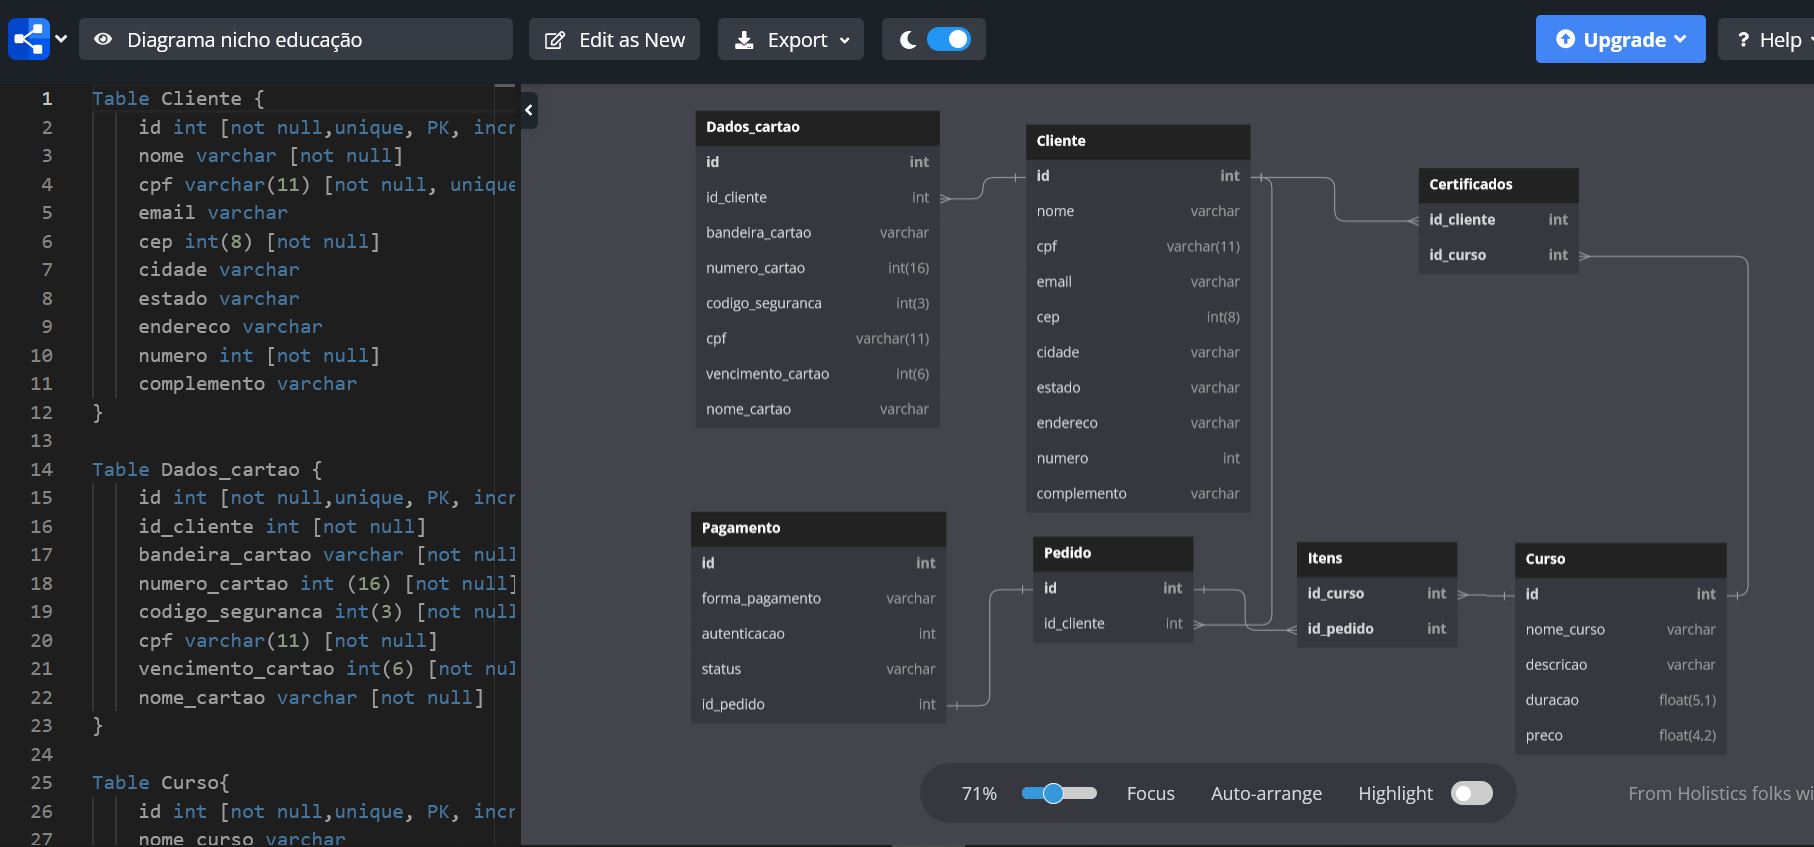 Diagrama nicho educação
Edit as New
Export
Upgrade
? Help
1 Table Cliente {
2 id int [not null,unique, PK, incr
3 nome varchar [not null]
4 cpf varchar(11) [not null, unique
5 email varchar
6 cep int(8) [not null]
7 cidade varchar
8 estado varchar
9 endereco varchar
10 numero int [not null]
11 complemento varchar
12 }
13
14 Table Dados_cartao {
15 id int [not null,unique, PK, incr
16 id_cliente int [not null]
17 bandeira_cartao varchar [not null
18 numero_cartao int (16) [not null]
19 codigo_seguranca int(3) [not null
20 cpf varchar(11) [not null]
21 vencimento_cartao int(6) [not nul
22 nome_cartao varchar [not null]
23 }
24
25 Table Curso{
26 id int [not null,unique, PK, incr
27 nome_curso varchar
Dados_cartao
id int
id_cliente int
bandeira_cartao varchar
numero_cartao int(16)
codigo_seguranca int(3)
cpf varchar(11)
vencimento_cartao int(6)
nome_cartao varchar
Cliente
id int
nome varchar
cpf varchar(11)
email varchar
cep int(8)
cidade varchar
estado varchar
endereco varchar
numero int
complemento varchar
Certificados
id_cliente int
id_curso int
Pagamento
id int
forma_pagamento varchar
autenticacao int
status varchar
id_pedido int
Pedido
id int
id_cliente int
Itens
id_curso int
id_pedido int
Curso
id int
nome_curso varchar
descricao varchar
duracao float(5,1)
preco float(4,2)
71% Focus Auto-arrange Highlight
From Holistics folks wi